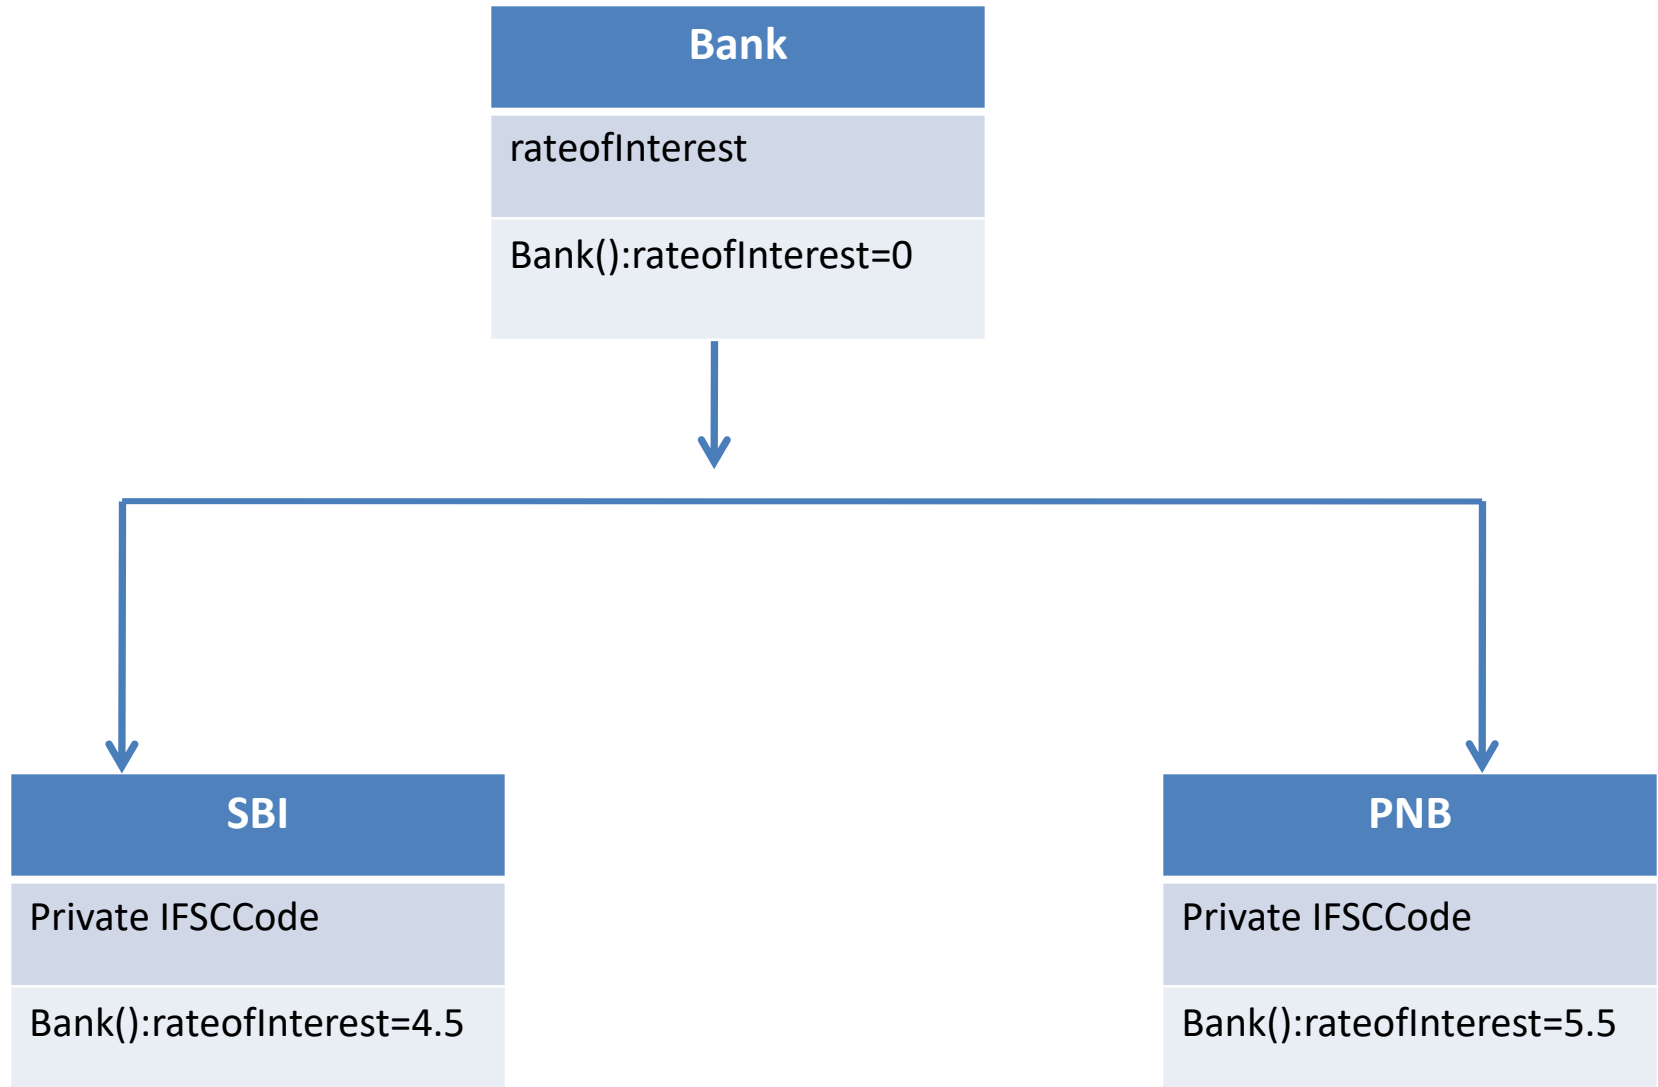 Bank
rateofInterest
Bank():rateofInterest=0
SBI
Private IFSCCode
Bank():rateofInterest=4.5
PNB
Private IFSCCode
Bank():rateofInterest=5.5